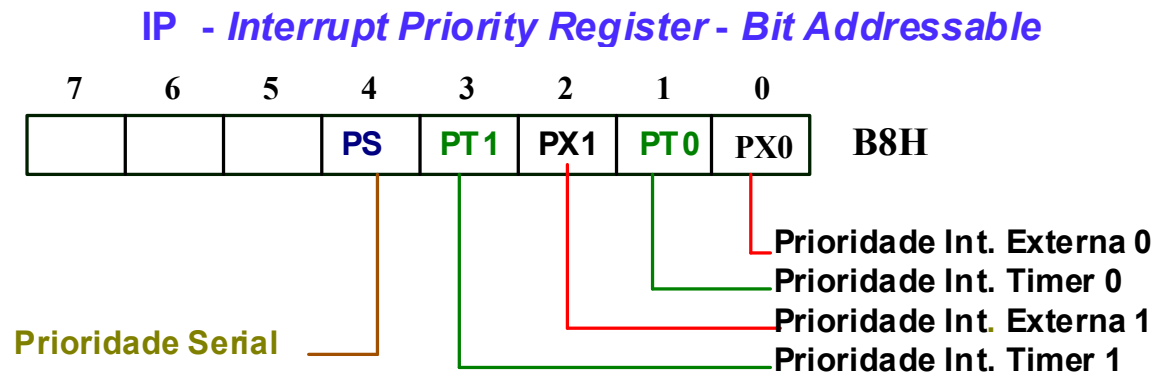 IP - Interrupt Priority Register - Bit Addressable
7 6 5 4 3 2 1 0
PS PT1 PX1 PT0 PX0 B8H
Prioridade Int. Externa 0
Prioridade Int. Timer 0
Prioridade Int. Externa 1
Prioridade Serial
Prioridade Int. Timer 1